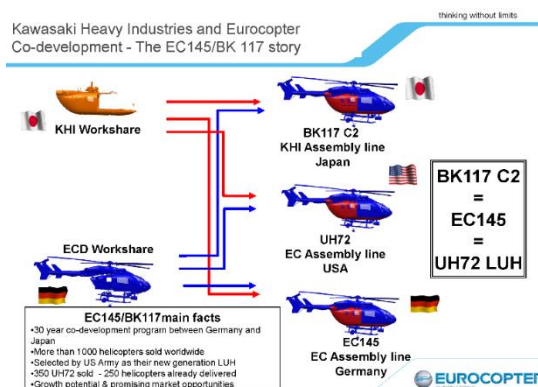 thinking without limits
Kawasaki Heavy Industries and Eurocopter
Co-development - The EC145/BK 117 story
KHI Workshare
BK117 C2
KHI Assembly line
Japan
BK117 C2
=
EC145
=
UH72 LUH
UH72
EC Assembly line
USA
ECD Workshare
EC145/BK117main facts
•30 year co-development program between Germany and
Japan
•More than 1000 helicopters sold worldwide
•Selected by US Army as their new generation LUH
•350 UH72 sold - 250 helicopters already delivered
•Growth potential & promising market opportunities
EC145
EC Assembly line
Germany
EUROCOPTER